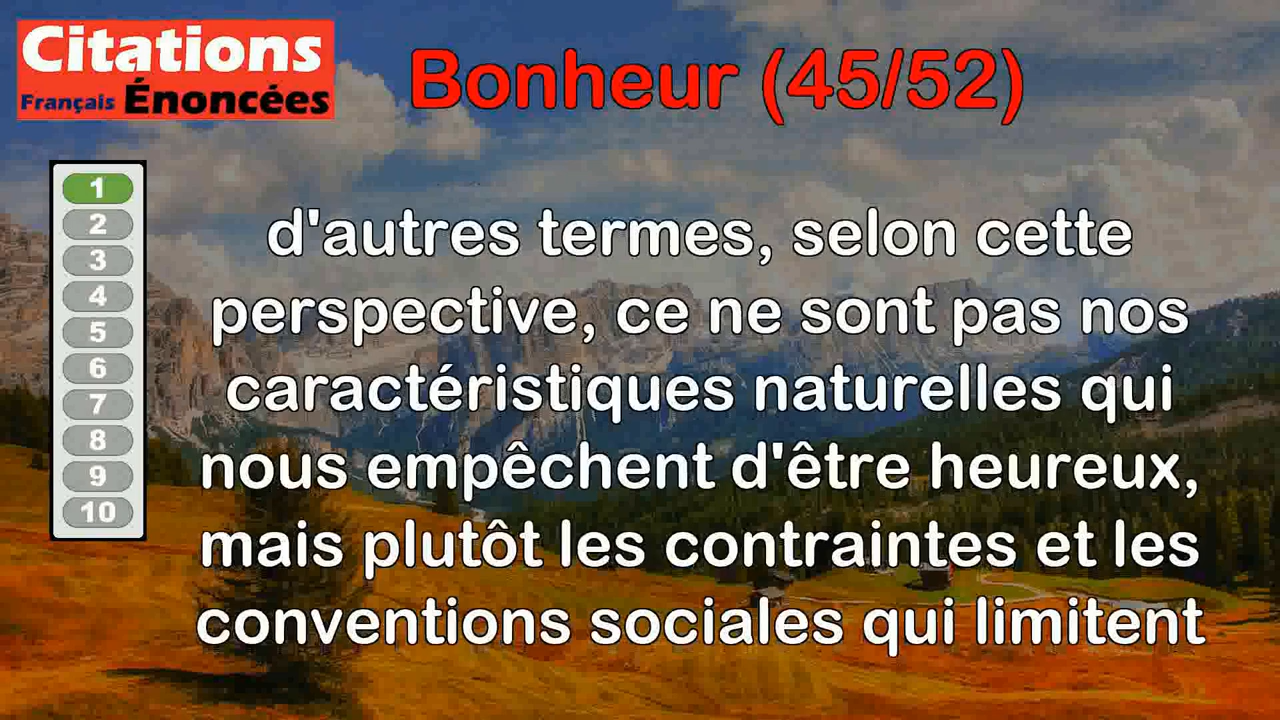 Citations
Français Énoncées
Bonheur (45/52)
1
2
3
4
5
6
7
8
9
10
d'autres termes, selon cette
perspective, ce ne sont pas nos
caractéristiques naturelles qui
nous empêchent d'être heureux,
mais plutôt les contraintes et les
conventions sociales qui limitent